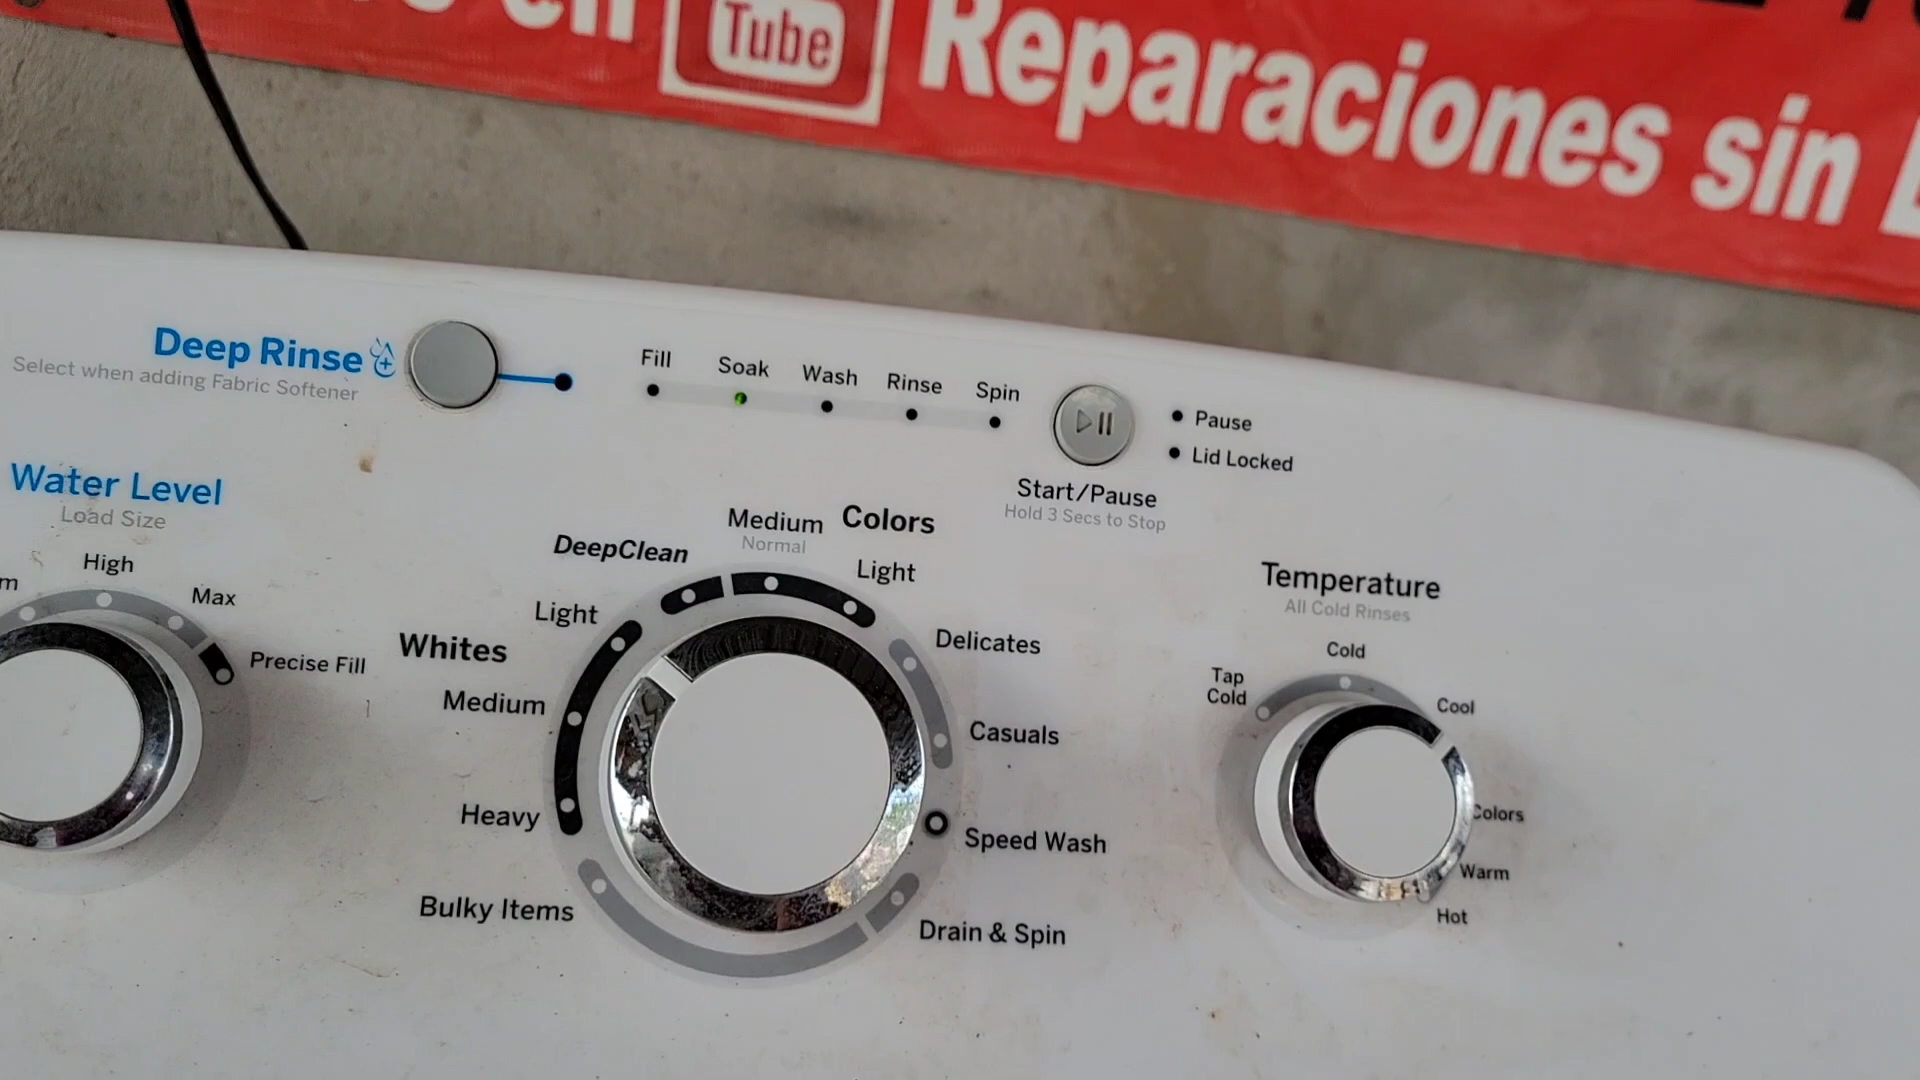 en
Tube
Reparaciones sin
Deep Rinse
Select when adding Fabric Softener
Fill
Soak
Wash
Rinse
Spin
Pause
Lid Locked
Start/Pause
Hold 3 Secs to Stop
Water Level
Load Size
High
Max
Precise Fill
DeepClean
Medium
Normal
Colors
Light
Light
Whites
Medium
Heavy
Bulky Items
Delicates
Casuals
Speed Wash
Drain & Spin
Temperature
All Cold Rinses
Tap
Cold
Cold
Cool
Colors
Warm
Hot